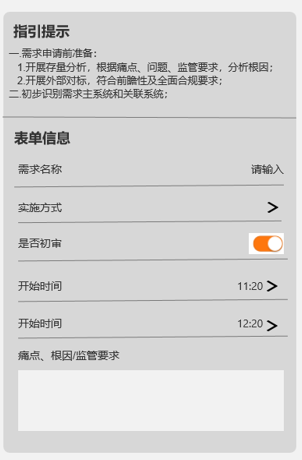 指引提示
一.需求申请前准备：
1.开展存量分析，根据痛点、问题、监管要求，分析根因；
2.开展外部对标，符合前瞻性及全面合规要求；
二.初步识别需求主系统和关联系统；
表单信息
需求名称 请输入
实施方式
是否初审
开始时间 11:20
开始时间 12:20
痛点、根因/监管要求